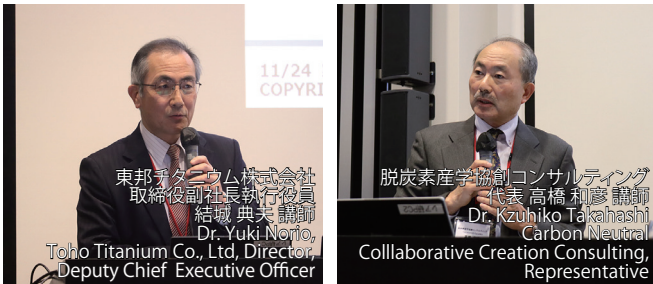 11/24
COPYRI
東邦チタニウム株式会社
取締役副社長執行役員
結城 典夫 講師
Dr. Yuki Norio,
Toho Titanium Co., Ltd, Director,
Deputy Chief Executive Officer
脱炭素産学協創コンサルティング
代表 高橋 和彦 講師
Dr. Kzuhiko Takahashi
Carbon Neutral
Colllaborative Creation Consulting,
Representative